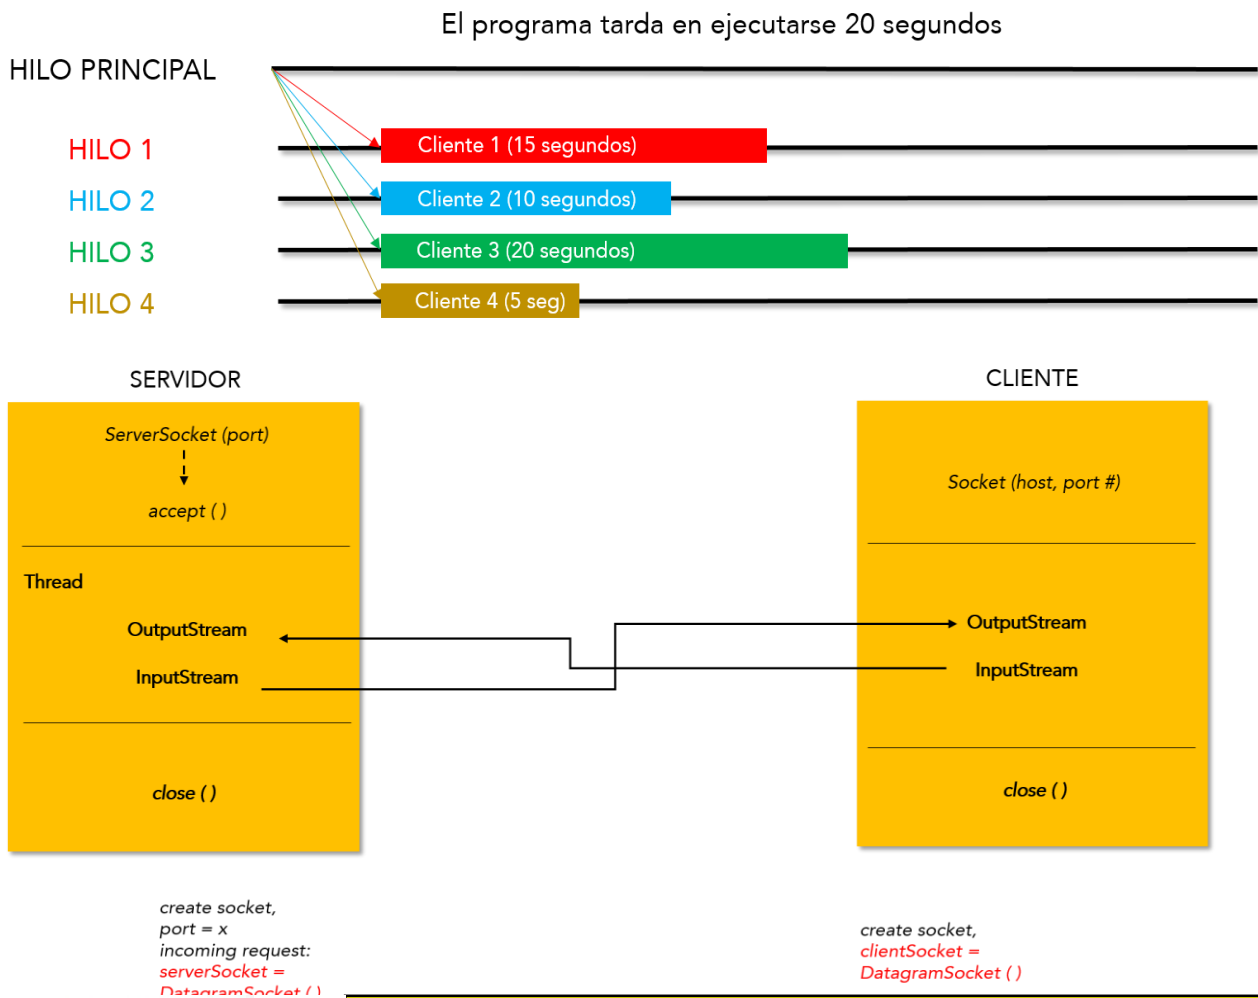 El programa tarda en ejecutarse 20 segundos
HILO PRINCIPAL
HILO 1
Cliente 1 (15 segundos)
HILO 2
Cliente 2 (10 segundos)
HILO 3
Cliente 3 (20 segundos)
HILO 4
Cliente 4 (5 seg)
SERVIDOR
ServerSocket (port)
accept ( )
Thread
OutputStream
InputStream
close ( )
CLIENTE
Socket (host, port #)
OutputStream
InputStream
close ( )
create socket,
port = x
incoming request:
serverSocket =
DatagramSocket ( )
create socket,
clientSocket =
DatagramSocket ( )